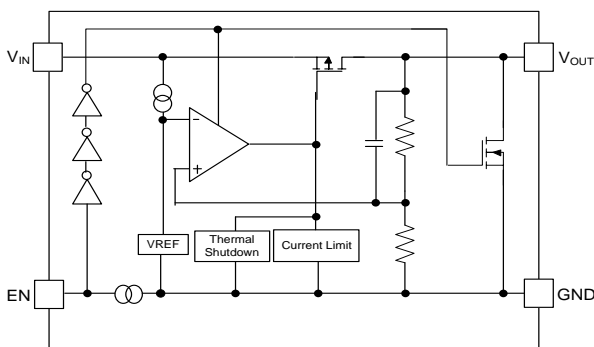 VIN
VOUT
-
+
VREF
Thermal
Shutdown
Current Limit
EN
GND